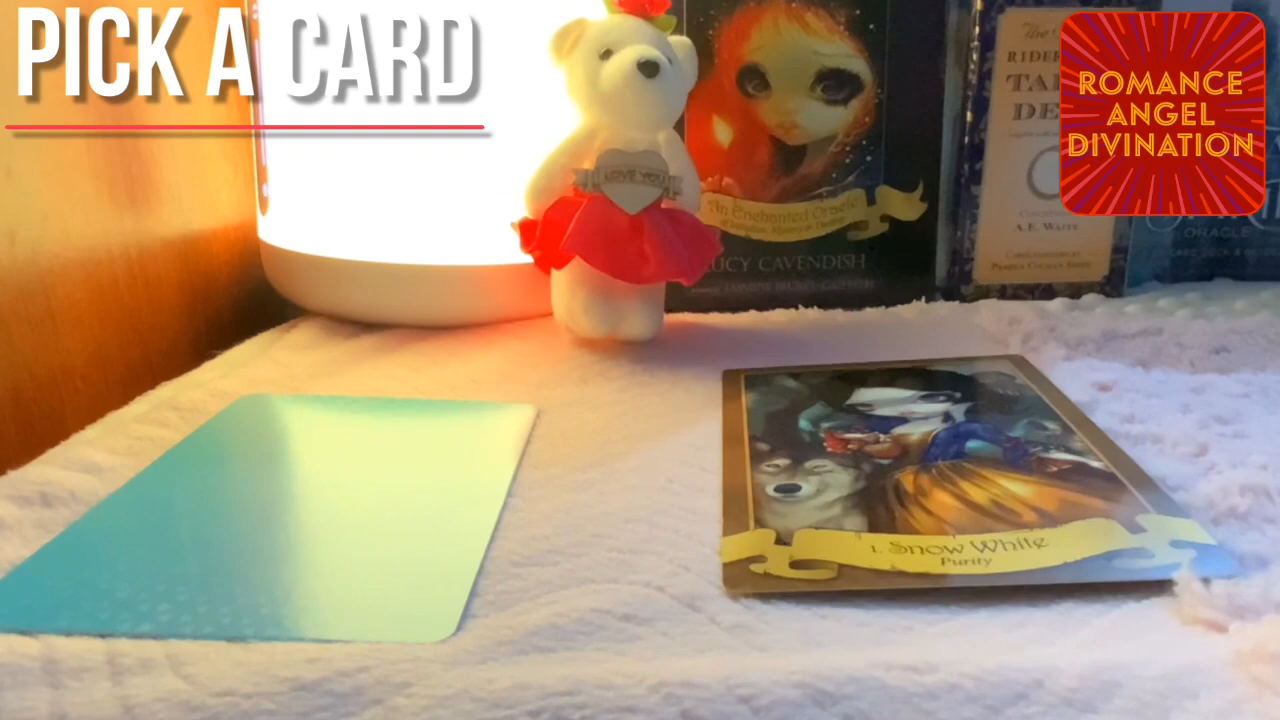 PICK A CARD
ROMANCE
ANGEL
DIVINATION
I LOVE YOU
An Enchanted Oracle
LUCY CAVENDISH
The
RIDER
TA
DE
A.E. WAITE
ORACLE
1. Snow White
Purity